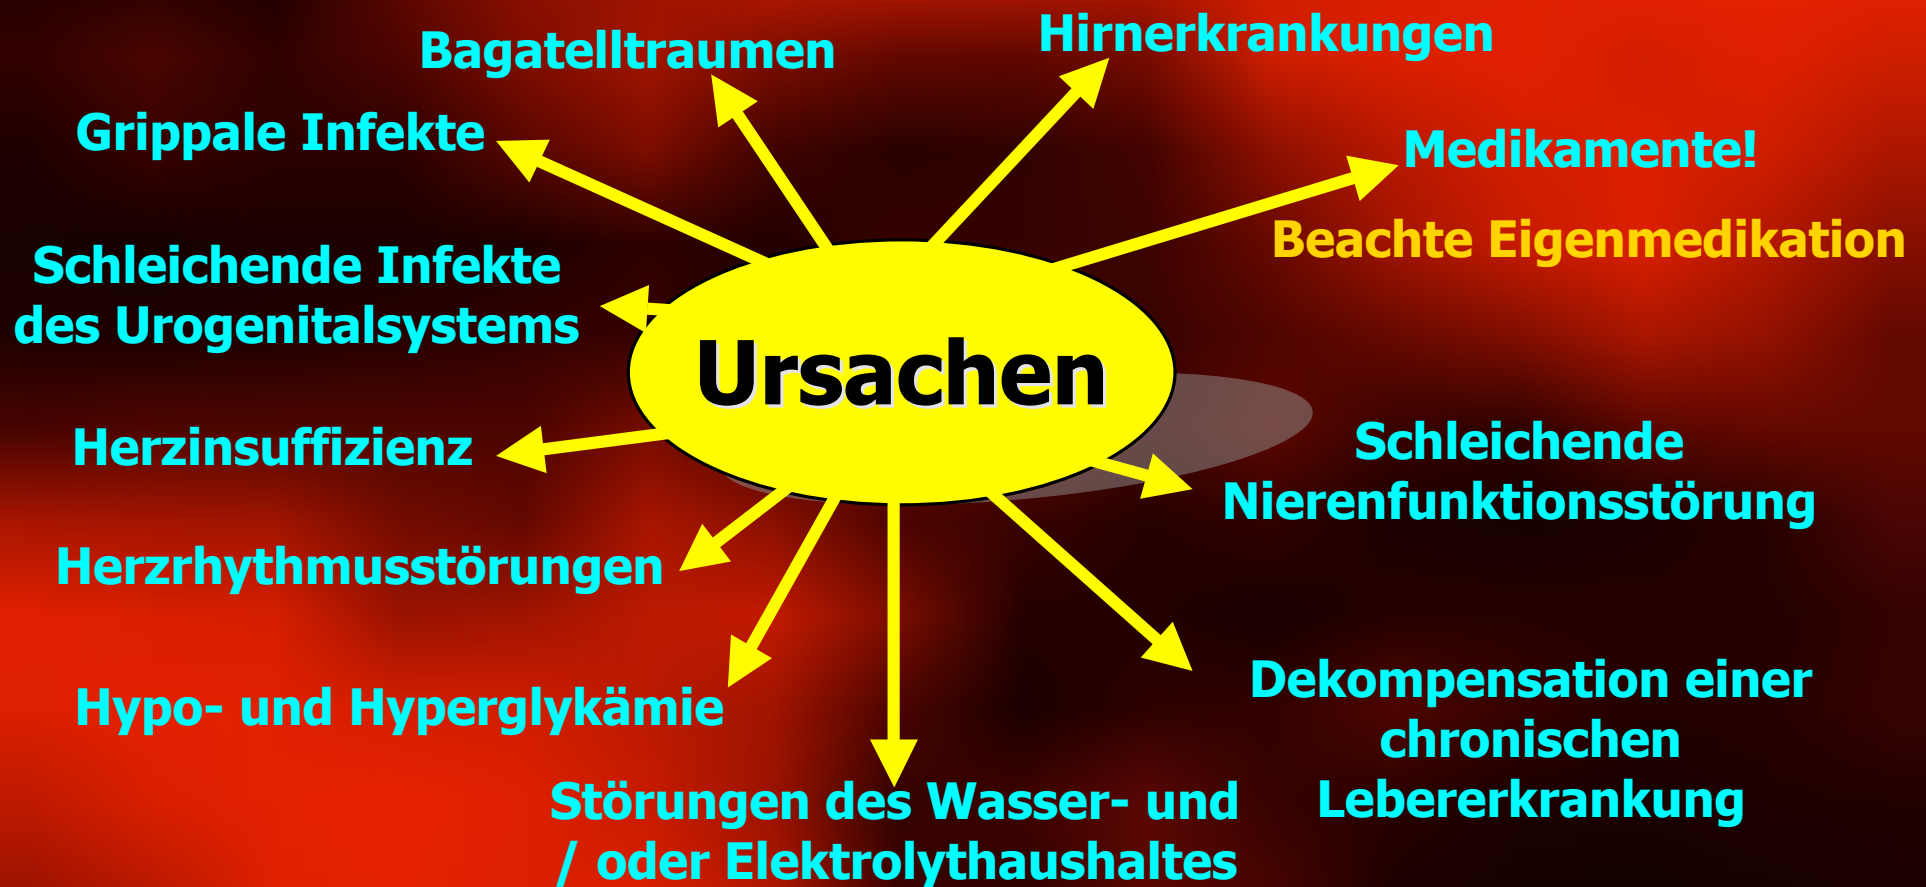 Bagatelltraumen
Hirnerkrankungen
Grippale Infekte
Medikamente!
Beachte Eigenmedikation
Schleichende Infekte
des Urogenitalsystems
Ursachen
Herzinsuffizienz
Schleichende
Nierenfunktionsstörung
Herzrhythmusstörungen
Hypo- und Hyperglykämie
Dekompensation einer
chronischen
Lebererkrankung
Störungen des Wasser- und
/ oder Elektrolythaushaltes